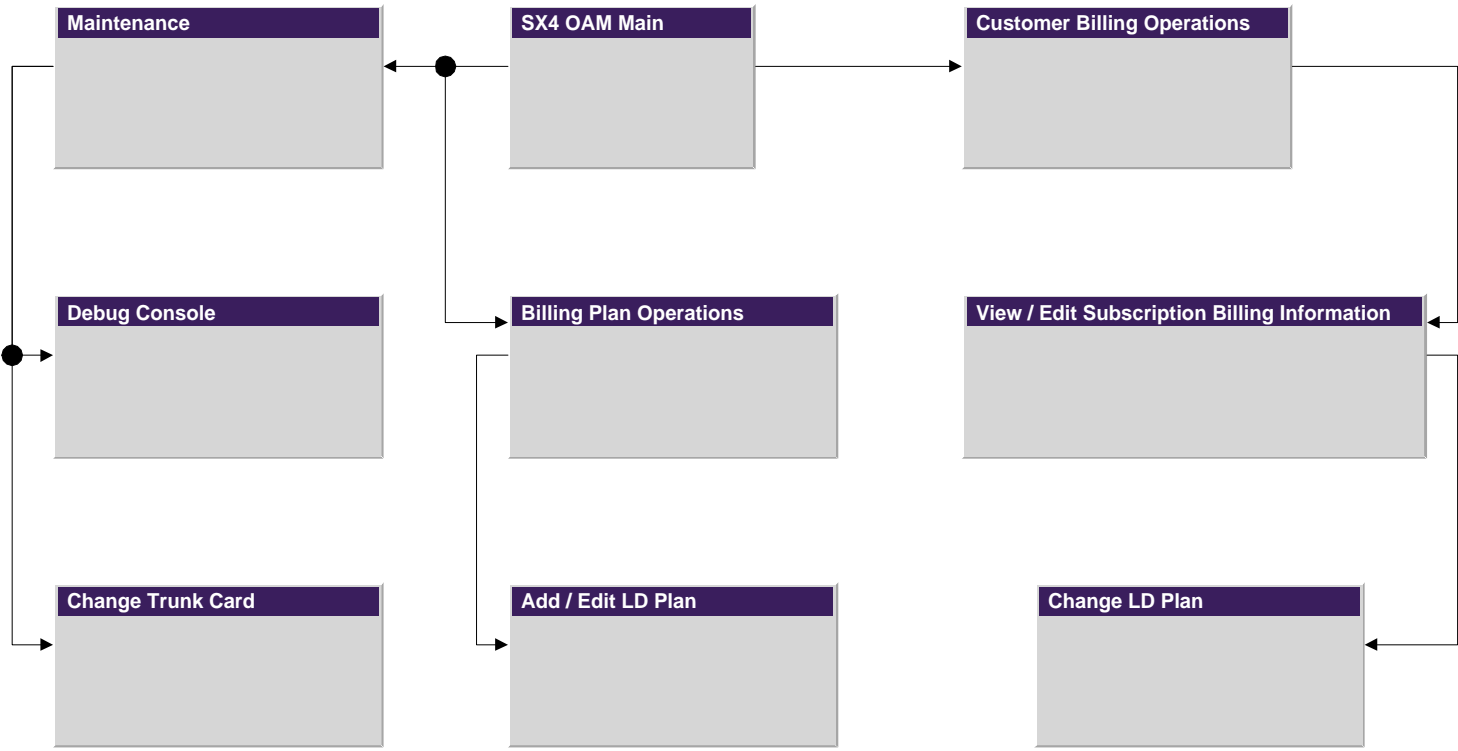 Maintenance
SX4 OAM Main
Customer Billing Operations
Debug Console
Billing Plan Operations
View / Edit Subscription Billing Information
Change Trunk Card
Add / Edit LD Plan
Change LD Plan